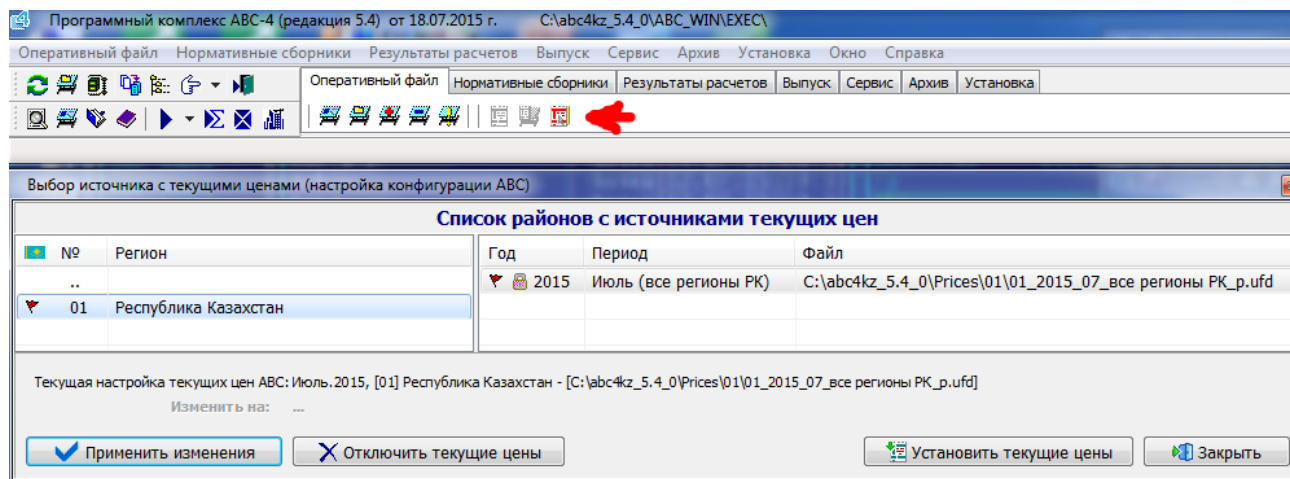 Программный комплекс АВС-4 (редакция 5.4) от 18.07.2015 г. C:\abc4kz_5.4_0\ABC_WIN\EXEC\
Оперативный файл Нормативные сборники Результаты расчетов Выпуск Сервис Архив Установка Окно Справка
Оперативный файл Нормативные сборники Результаты расчетов Выпуск Сервис Архив Установка
Выбор источника с текущими ценами (настройка конфигурации АВС)
Список районов с источниками текущих цен
№ Регион Год Период Файл
.. 2015 Июль (все регионы РК) C:\abc4kz_5.4_0\Prices\01\01_2015_07_все регионы РК_p.ufd
01 Республика Казахстан
Текущая настройка текущих цен АВС: Июль.2015, [01] Республика Казахстан - [C:\abc4kz_5.4_0\Prices\01\01_2015_07_все регионы РК_p.ufd]
Изменить на: ...
Применить изменения Отключить текущие цены Установить текущие цены Закрыть